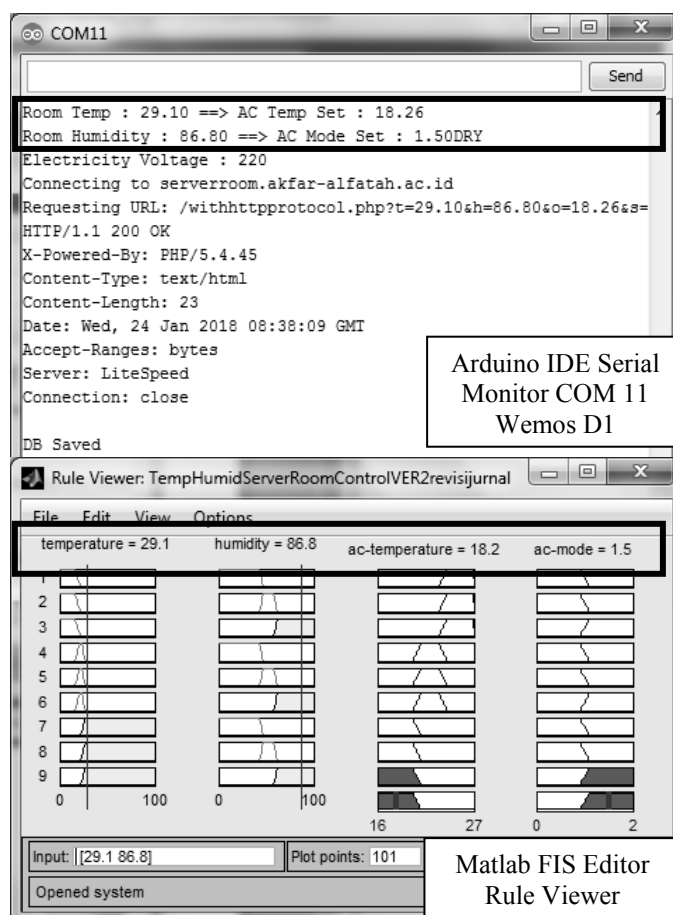 COM11
Send
Room Temp : 29.10 ==> AC Temp Set : 18.26
Room Humidity : 86.80 ==> AC Mode Set : 1.50DRY
Electricity Voltage : 220
Connecting to serverroom.akfar-alfatah.ac.id
Requesting URL: /withhttpprotocol.php?t=29.10&h=86.80&o=18.26&s=
HTTP/1.1 200 OK
X-Powered-By: PHP/5.4.45
Content-Type: text/html
Content-Length: 23
Date: Wed, 24 Jan 2018 08:38:09 GMT
Accept-Ranges: bytes
Server: LiteSpeed
Connection: close
DB Saved
Arduino IDE Serial
Monitor COM 11
Wemos D1
Rule Viewer: TempHumidServerRoomControlVER2revisijurnal
File Edit View Options
temperature = 29.1 humidity = 86.8 ac-temperature = 18.2 ac-mode = 1.5
1
2
3
4
5
6
7
8
9
0 100 0 100
16 27 0 2
Input: [29.1 86.8] Plot points: 101
Opened system
Matlab FIS Editor
Rule Viewer